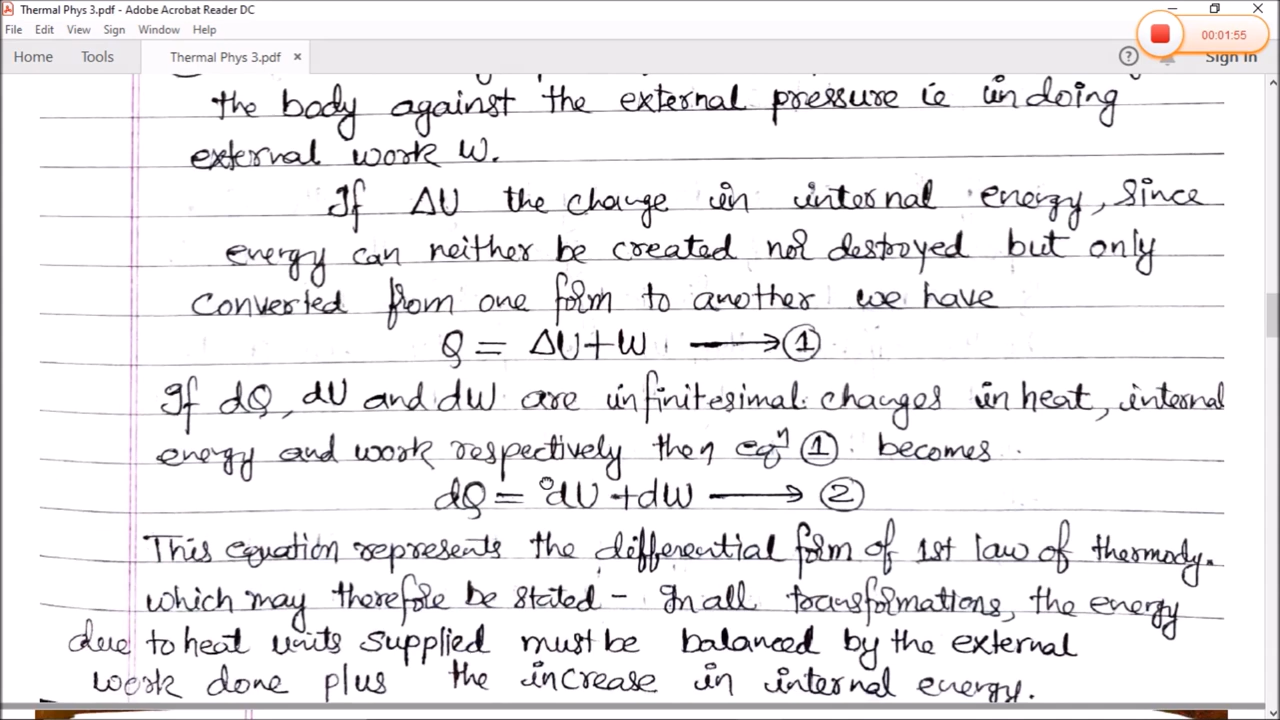 Thermal Phys 3.pdf - Adobe Acrobat Reader DC
File Edit View Sign Window Help
00:01:55
Home Tools Thermal Phys 3.pdf × Sign In
the body against the external pressure ie in doing
external work W.
If ΔU the change in internal energy, since
energy can neither be created nor destroyed but only
converted from one form to another we have
Q = ΔU + W ⟶ ①
If dQ, dU and dW are infinitesimal changes in heat, internal
energy and work respectively then eqⁿ ① becomes
dQ = dU + dW ⟶ ②
This equation represents the differential form of 1st law of thermody.
which may therefore be stated - In all transformations, the energy
due to heat units supplied must be balanced by the external
work done plus the increase in internal energy.